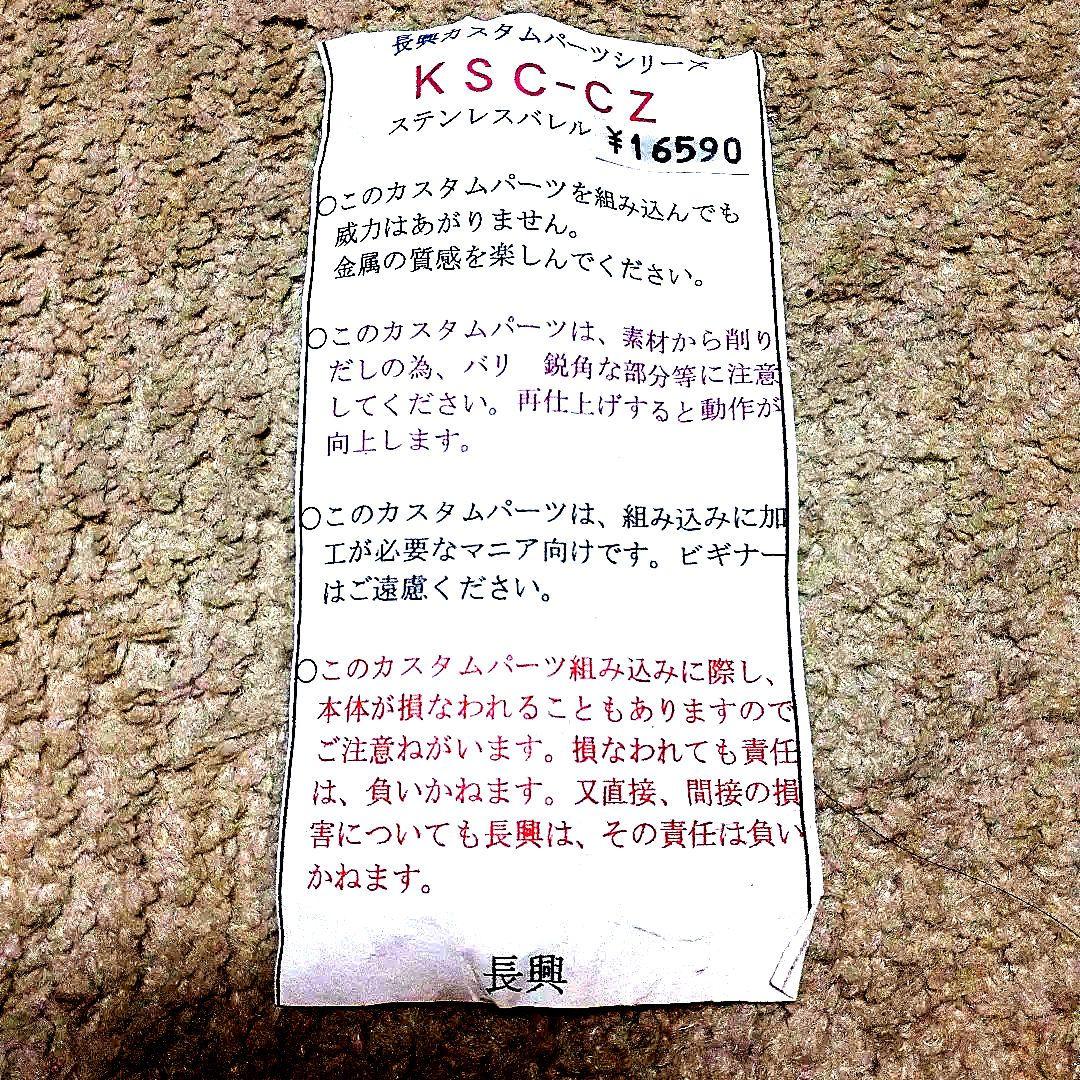 長興カスタムパーツシリーズ
KSC-CZ
ステンレスバレル ¥16590
○このカスタムパーツを組み込んでも
威力はあがりません。
金属の質感を楽しんでください。
○このカスタムパーツは、素材から削り
だしの為、バリ　鋭角な部分等に注意
してください。再仕上げすると動作が
向上します。
○このカスタムパーツは、組み込みに加
工が必要なマニア向けです。ビギナー
はご遠慮ください。
○このカスタムパーツ組み込みに際し、
本体が損なわれることもありますので
ご注意ねがいます。損なわれても責任
は、負いかねます。又直接、間接の損
害についても長興は、その責任は負い
かねます。
長興